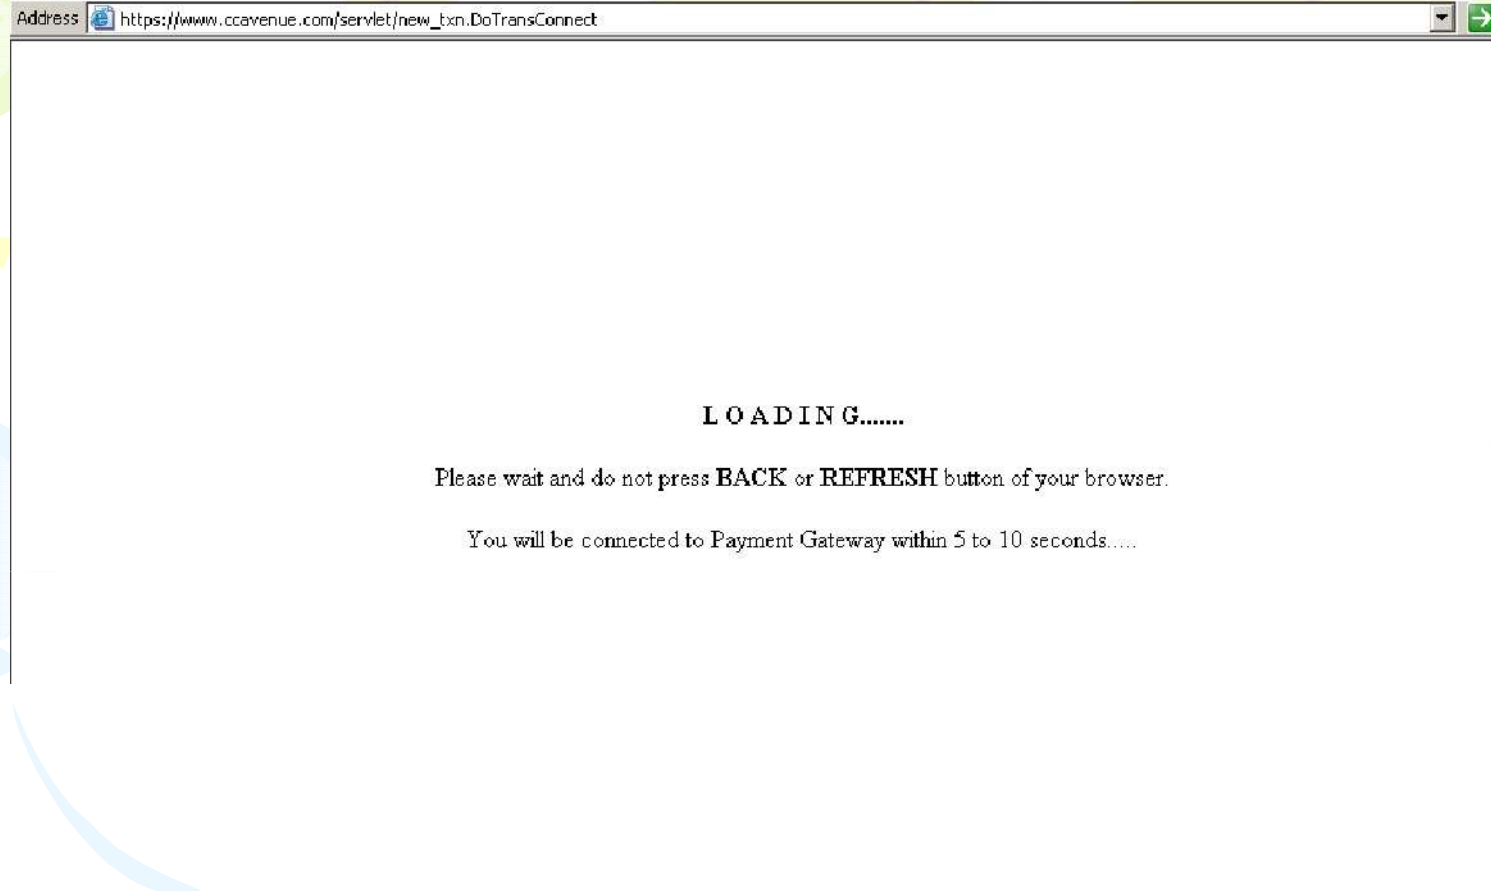 Address https://www.ccavenue.com/servlet/new_txn.DoTransConnect
L O A D I N G.......
Please wait and do not press BACK or REFRESH button of your browser.
You will be connected to Payment Gateway within 5 to 10 seconds.....